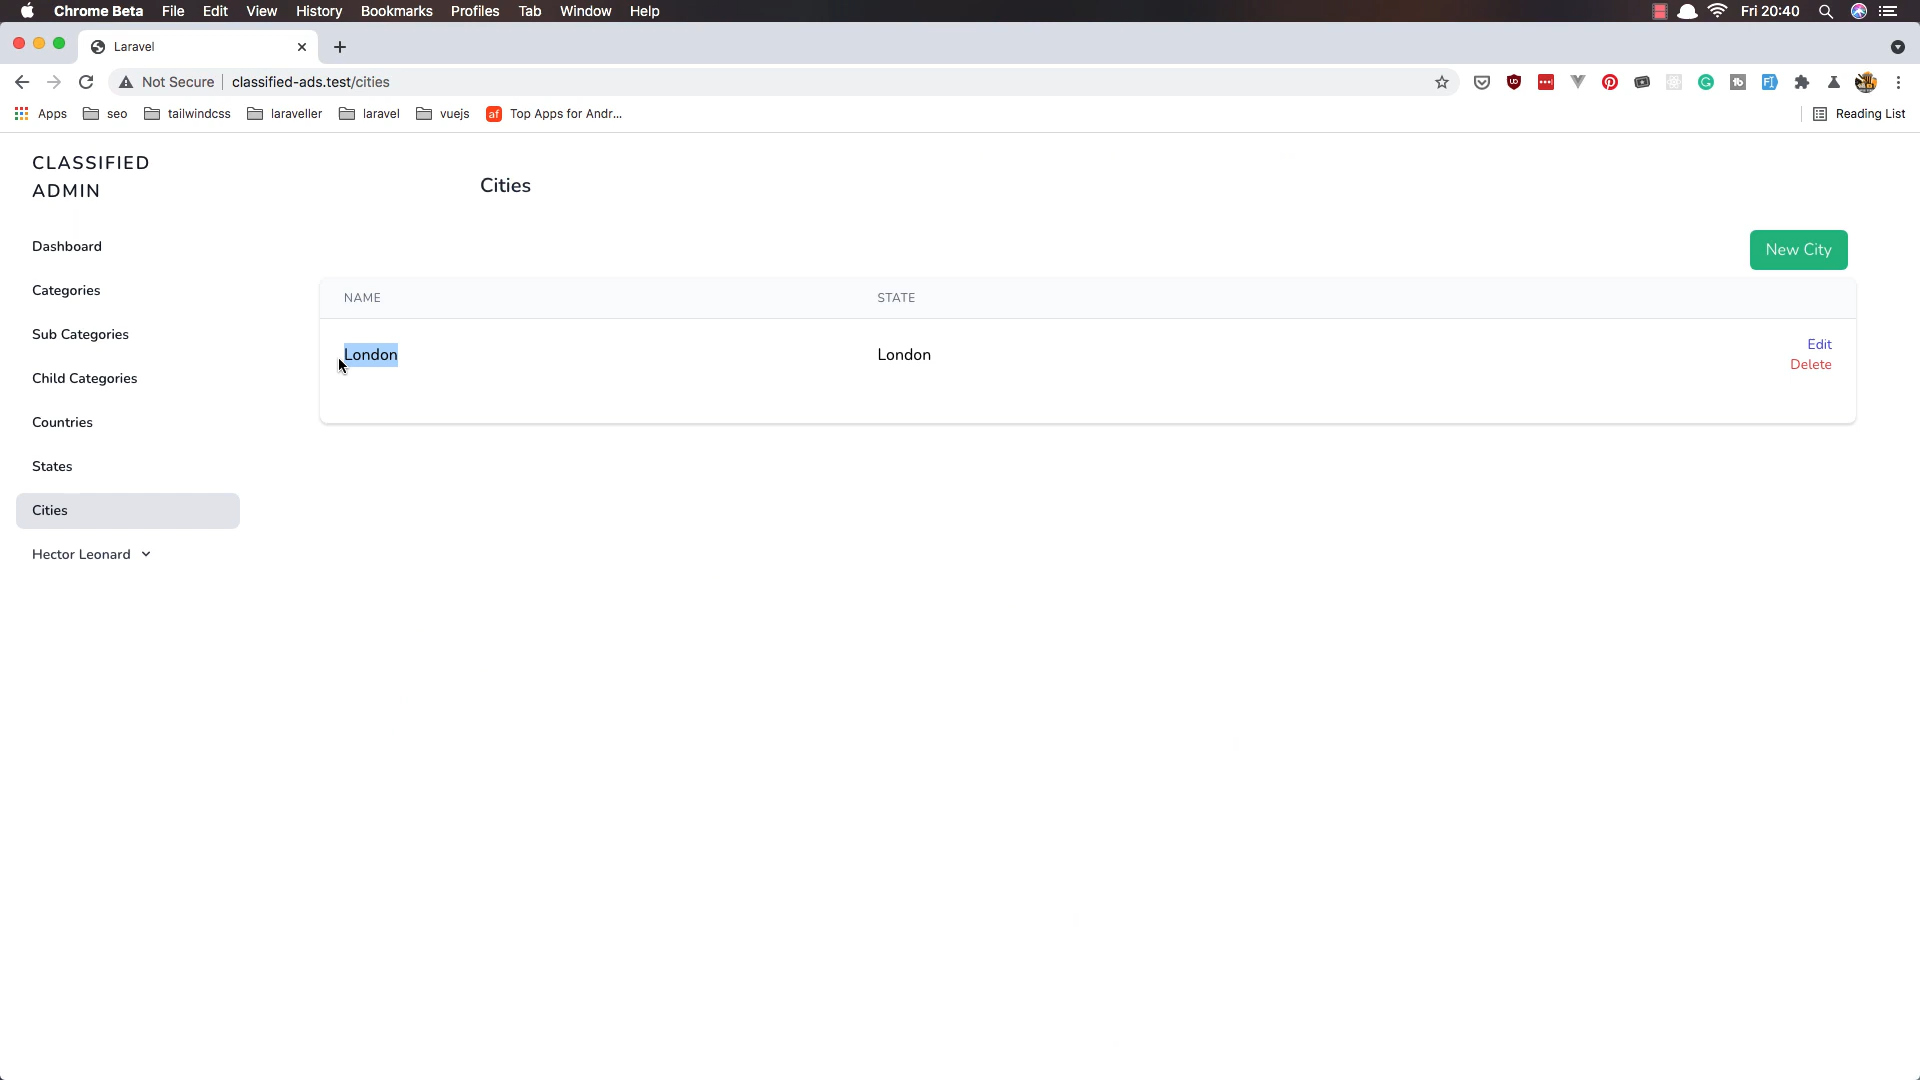 Chrome Beta File Edit View History Bookmarks Profiles Tab Window Help Fri 20:40
Laravel
Not Secure classified-ads.test/cities
Apps seo tailwindcss laraveller laravel vuejs af Top Apps for Andr... Reading List
CLASSIFIED
ADMIN
Cities
Dashboard
New City
Categories
NAME STATE
Sub Categories
London London Edit
Delete
Child Categories
Countries
States
Cities
Hector Leonard